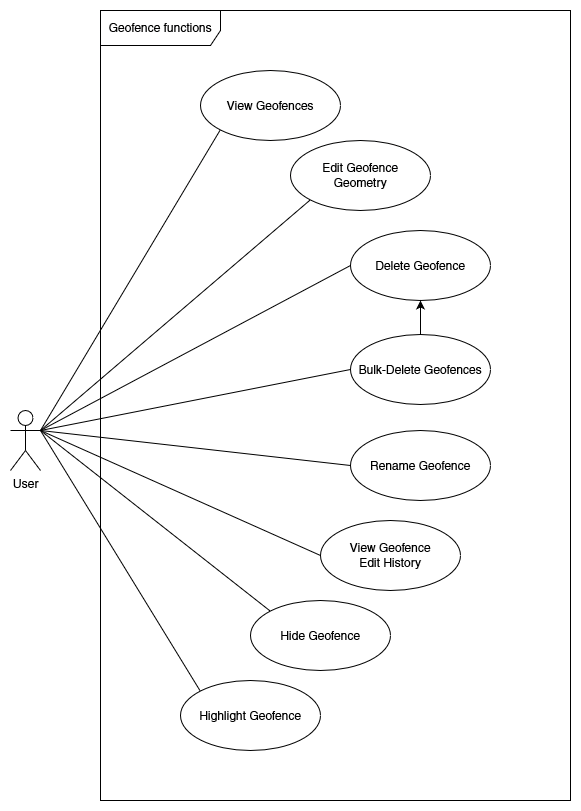 Geofence functions
View Geofences
Edit Geofence
Geometry
Delete Geofence
Bulk-Delete Geofences
Rename Geofence
User
View Geofence
Edit History
Hide Geofence
Highlight Geofence